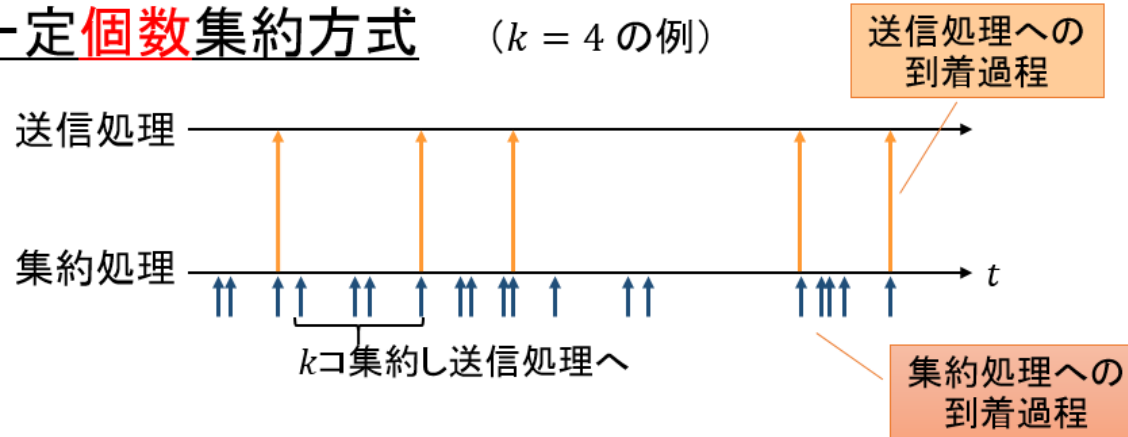 一定個数集約方式 （k = 4 の例）
送信処理への
到着過程
送信処理
集約処理
t
kコ集約し送信処理へ
集約処理への
到着過程